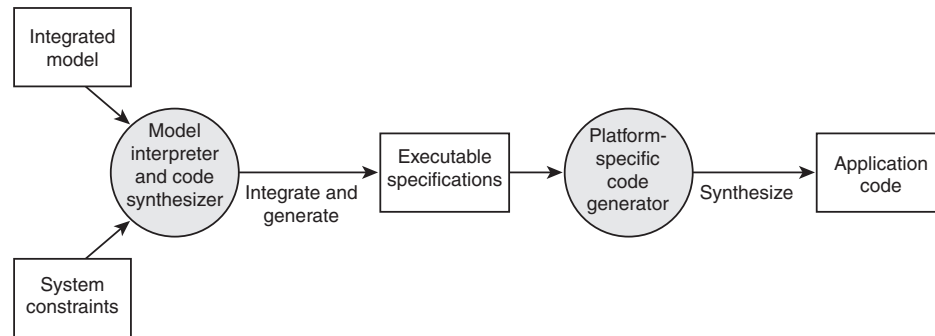 Integrated
model
Model
interpreter
and code
synthesizer
Integrate and
generate
Executable
specifications
Platform-
specific
code
generator
Synthesize
Application
code
System
constraints